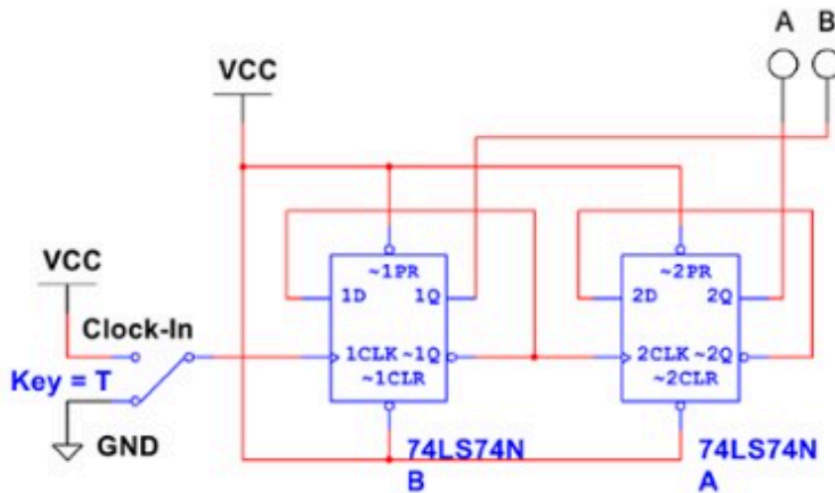 A B
VCC
~1PR ~2PR
VCC
1D 1Q 2D 2Q
Clock-In
1CLK ~1Q 2CLK ~2Q
Key = T
~1CLR ~2CLR
GND
74LS74N 74LS74N
B A